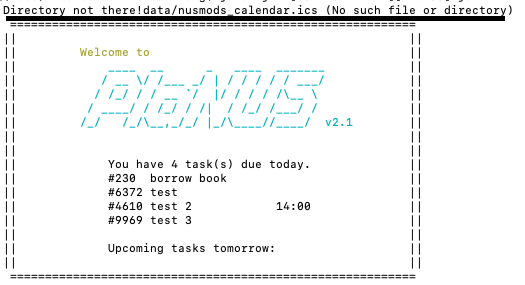 Directory not there!data/nusmods_calendar.ics (No such file or directory)
Welcome to
PlaNUS
v2.1
You have 4 task(s) due today.
#230 borrow book
#6372 test
#4610 test 2 14:00
#9969 test 3
Upcoming tasks tomorrow: